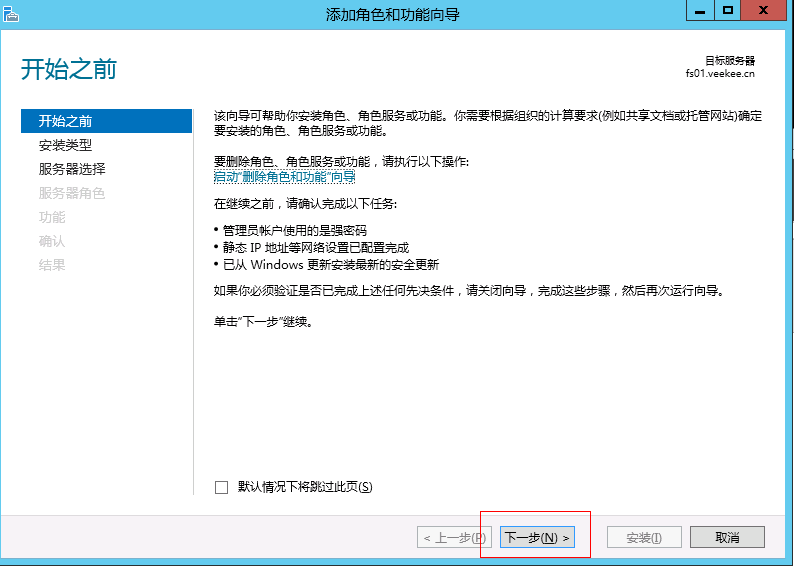 添加角色和功能向导
开始之前
目标服务器
fs01.veekee.cn
开始之前
安装类型
服务器选择
服务器角色
功能
确认
结果
该向导可帮助你安装角色、角色服务或功能。你需要根据组织的计算要求(例如共享文档或托管网站)确定
要安装的角色、角色服务或功能。
要删除角色、角色服务或功能，请执行以下操作:
启动“删除角色和功能”向导
在继续之前，请确认完成以下任务:
• 管理员帐户使用的是强密码
• 静态 IP 地址等网络设置已配置完成
• 已从 Windows 更新安装最新的安全更新
如果你必须验证是否已完成上述任何先决条件，请关闭向导，完成这些步骤，然后再次运行向导。
单击“下一步”继续。
默认情况下将跳过此页(S)
< 上一步(P)
下一步(N) >
安装(I)
取消